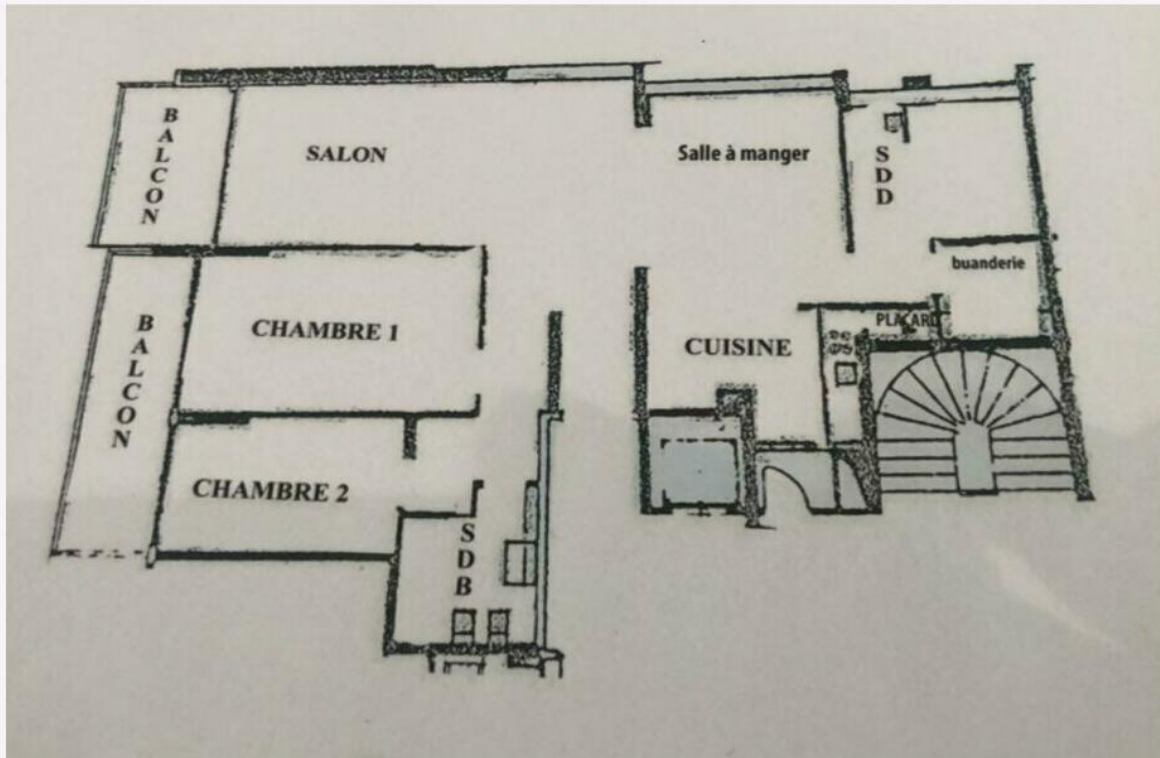 BALCON
SALON
Salle à manger
SDD
buanderie
BALCON
CHAMBRE 1
PLACARD
CUISINE
CHAMBRE 2
SDB